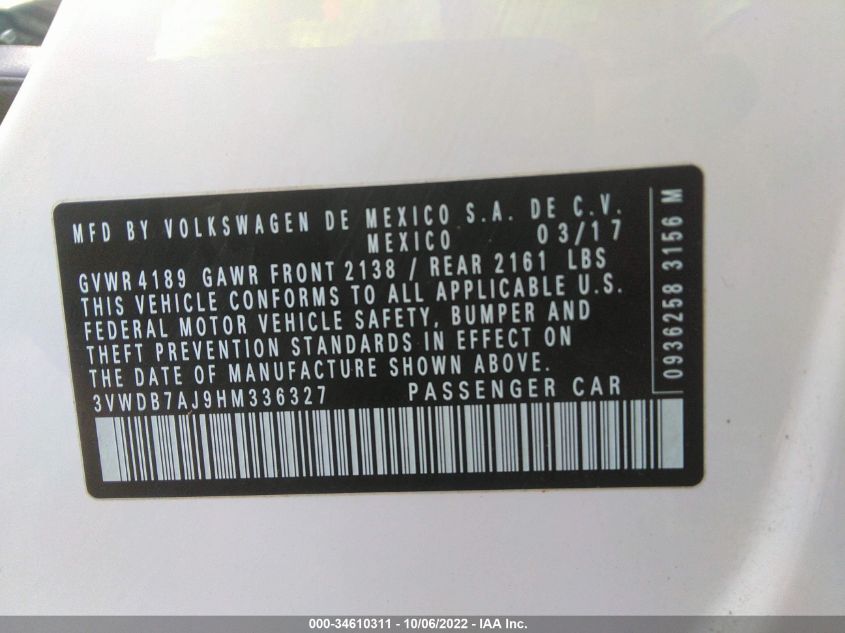 MFD BY VOLKSWAGEN DE MEXICO S.A. DE C.V.
MEXICO 03/17
GVWR 4189 GAWR FRONT 2138 / REAR 2161 LBS
THIS VEHICLE CONFORMS TO ALL APPLICABLE U.S.
FEDERAL MOTOR VEHICLE SAFETY, BUMPER AND
THEFT PREVENTION STANDARDS IN EFFECT ON
THE DATE OF MANUFACTURE SHOWN ABOVE.
3VWDB7AJ9HM336327 PASSENGER CAR
0936258 3156 M
000-34610311 - 10/06/2022 - IAA Inc.